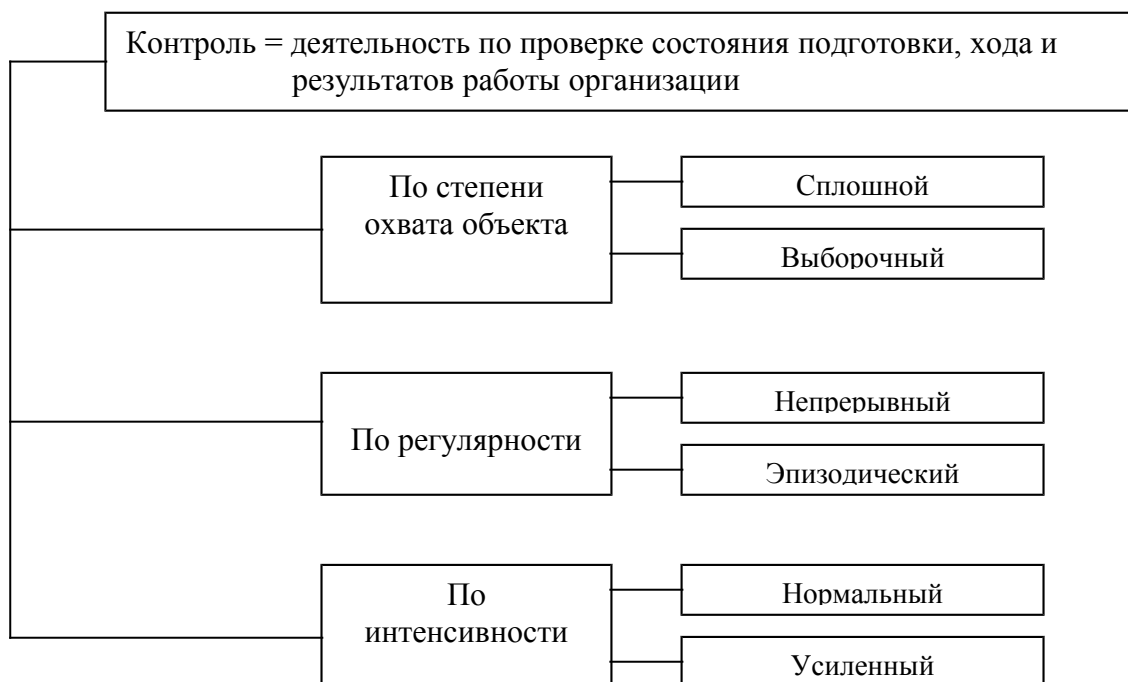 Контроль = деятельность по проверке состояния подготовки, хода и
результатов работы организации
По степени
охвата объекта
Сплошной
Выборочный
По регулярности
Непрерывный
Эпизодический
По
интенсивности
Нормальный
Усиленный